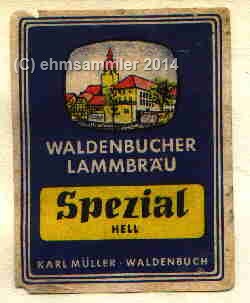 (C) ehmsammler 2014
WALDENBUCHER
LAMMBRÄU
Spezial
HELL
KARL MÜLLER · WALDENBUCH